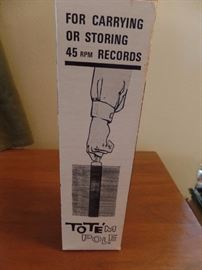 FOR CARRYING
OR STORING
45 RPM RECORDS
TOTE'M
POLE